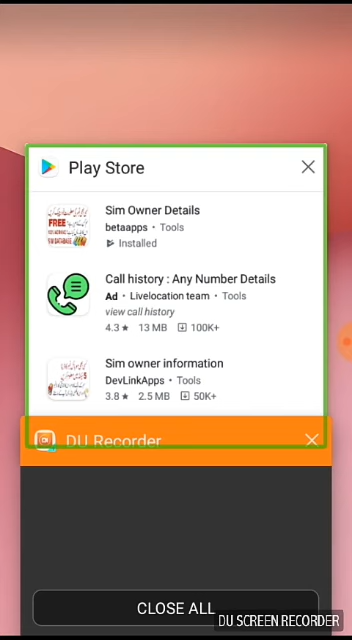 Play Store
Sim Owner Details
betaapps • Tools
Installed
Call history : Any Number Details
Ad • Livelocation team • Tools
view call history
4.3 ★ 13 MB 100K+
Sim owner information
DevLinkApps • Tools
3.8 ★ 2.5 MB 50K+
DU Recorder
CLOSE ALL
DU SCREEN RECORDER
FREE